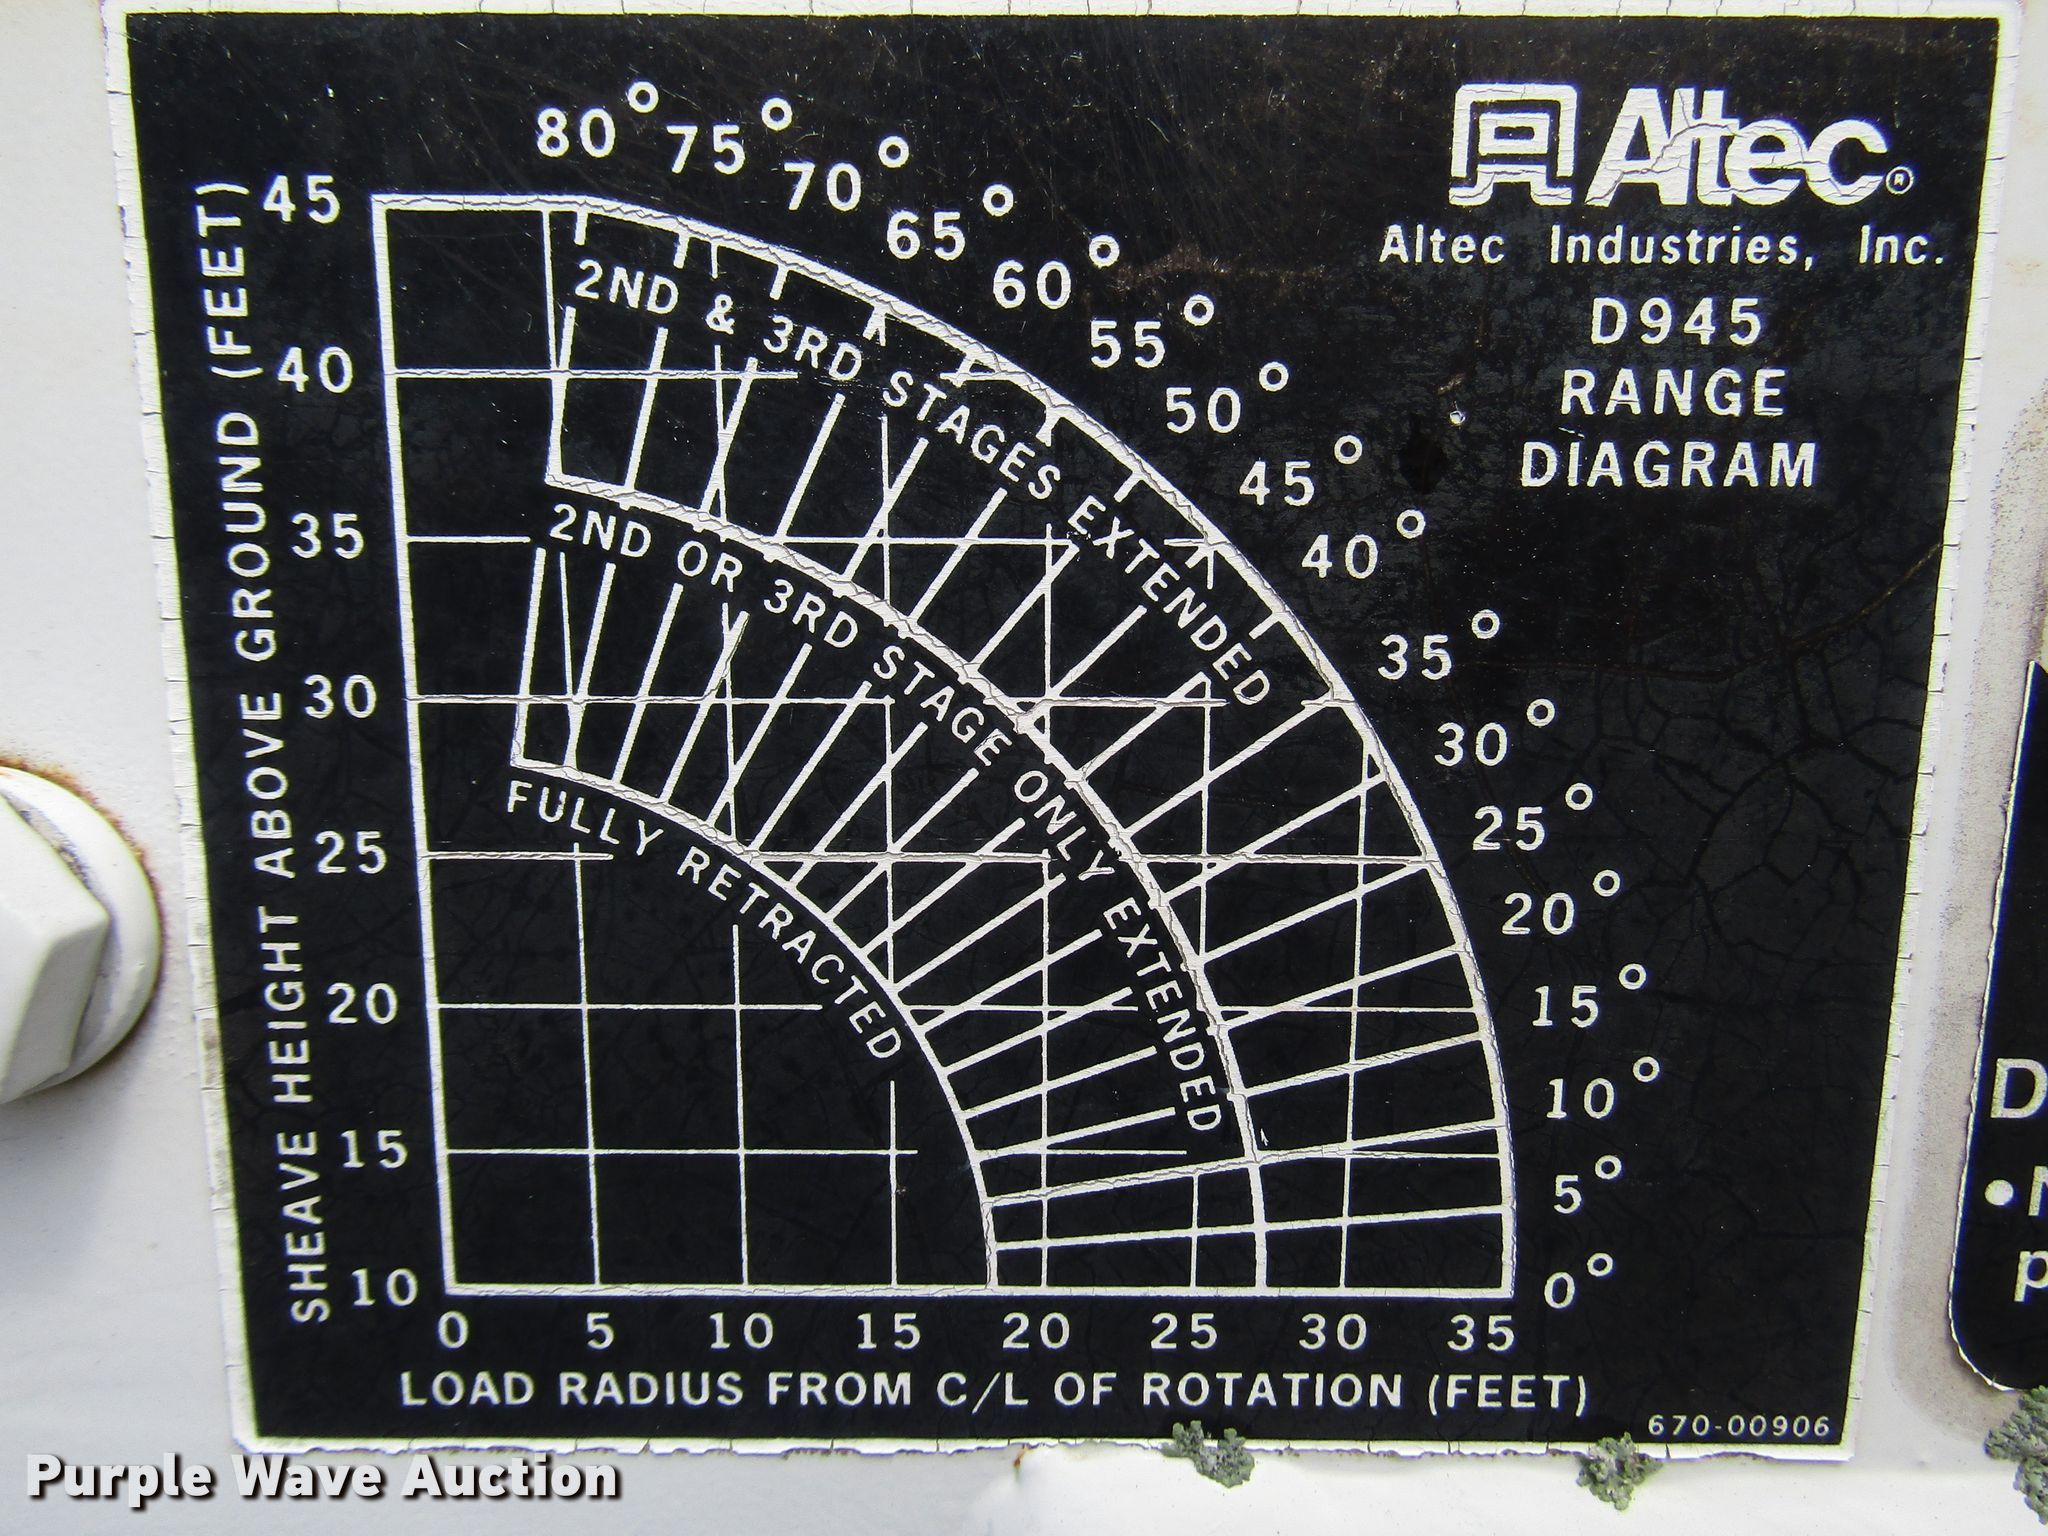 Altec®
Altec Industries, Inc.
D945
RANGE
DIAGRAM
80° 75° 70° 65° 60° 55° 50° 45° 40° 35° 30° 25° 20° 15° 10° 5° 0°
SHEAVE HEIGHT ABOVE GROUND (FEET)
45
40
35
30
25
20
15
10
2ND & 3RD STAGES EXTENDED
2ND OR 3RD STAGE ONLY EXTENDED
FULLY RETRACTED
0 5 10 15 20 25 30 35
LOAD RADIUS FROM C/L OF ROTATION (FEET)
670-00906
Purple Wave Auction